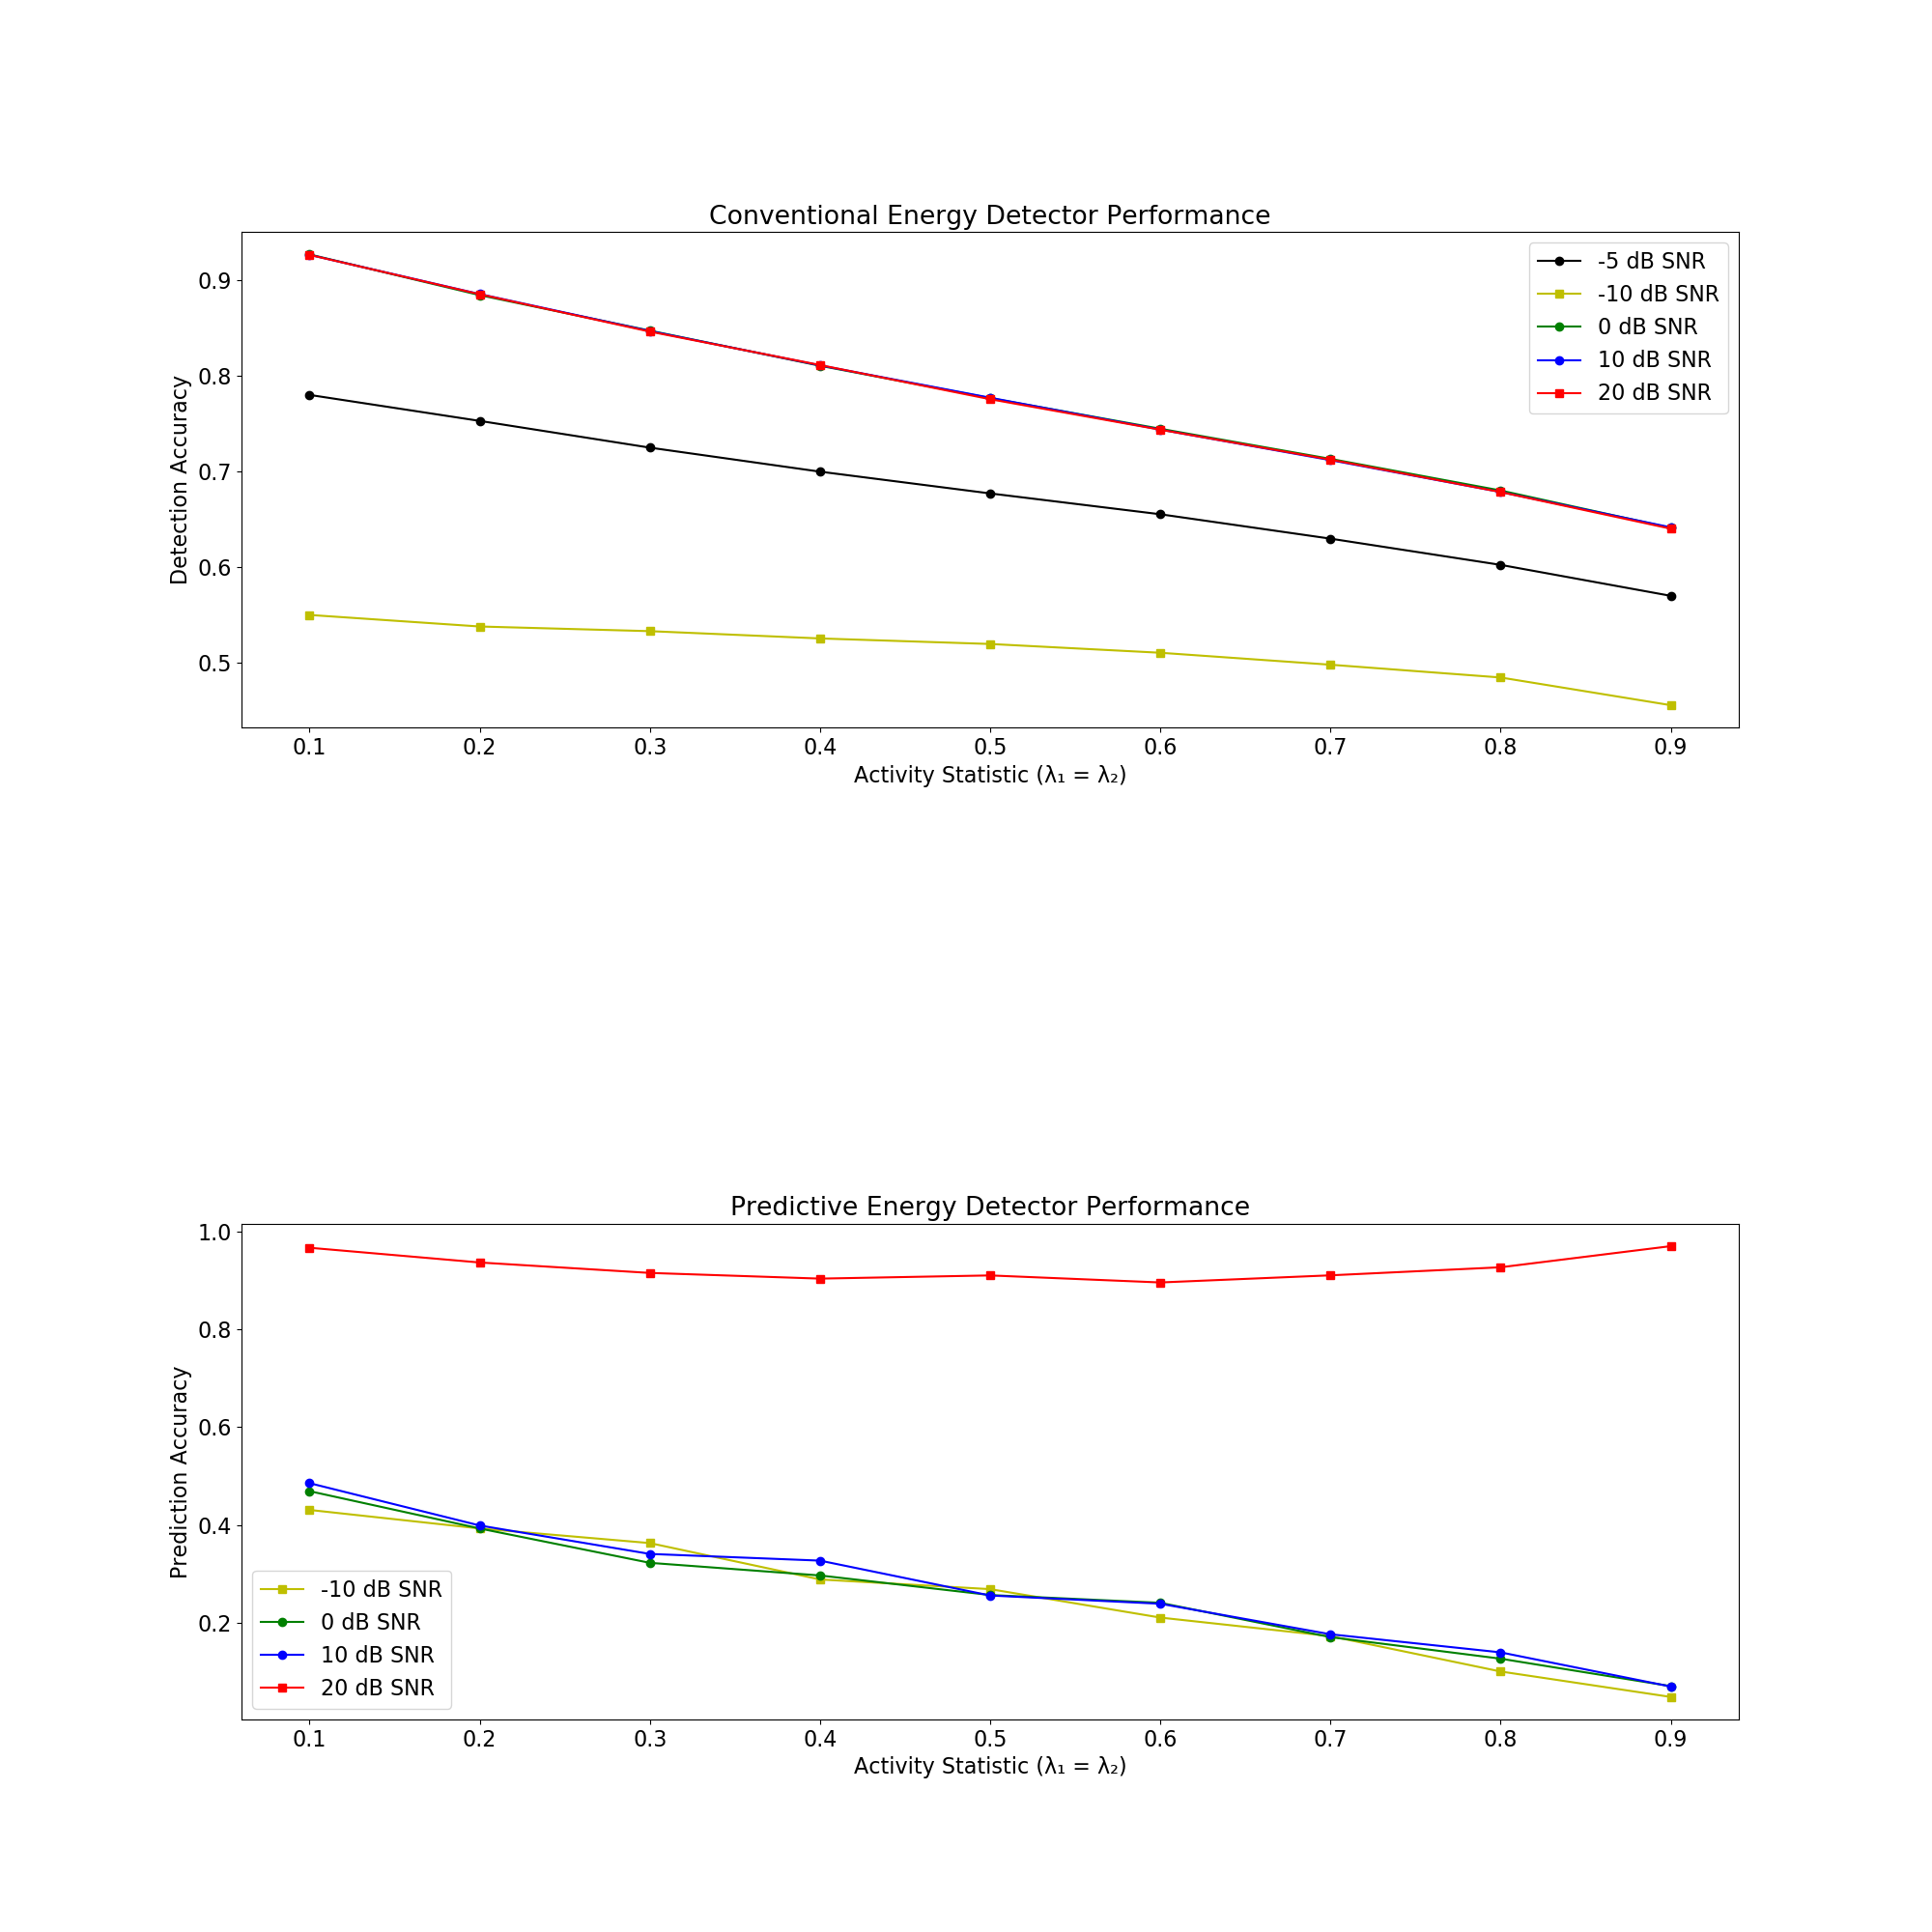 Conventional Energy Detector Performance
0.9
0.8
0.7
0.6
0.5
Detection Accuracy
-5 dB SNR
-10 dB SNR
0 dB SNR
10 dB SNR
20 dB SNR
0.1 0.2 0.3 0.4 0.5 0.6 0.7 0.8 0.9
Activity Statistic (λ₁ = λ₂)
Predictive Energy Detector Performance
1.0
0.8
0.6
0.4
0.2
Prediction Accuracy
-10 dB SNR
0 dB SNR
10 dB SNR
20 dB SNR
0.1 0.2 0.3 0.4 0.5 0.6 0.7 0.8 0.9
Activity Statistic (λ₁ = λ₂)